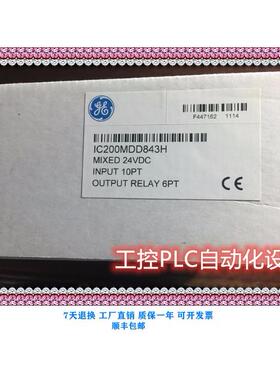 F447162 1114
IC200MDD843H
MIXED 24VDC
INPUT 10PT
OUTPUT RELAY 6PT
CE
工控PLC自动化设
7天退换 工厂直销 质保一年 可开发票
顺丰包邮